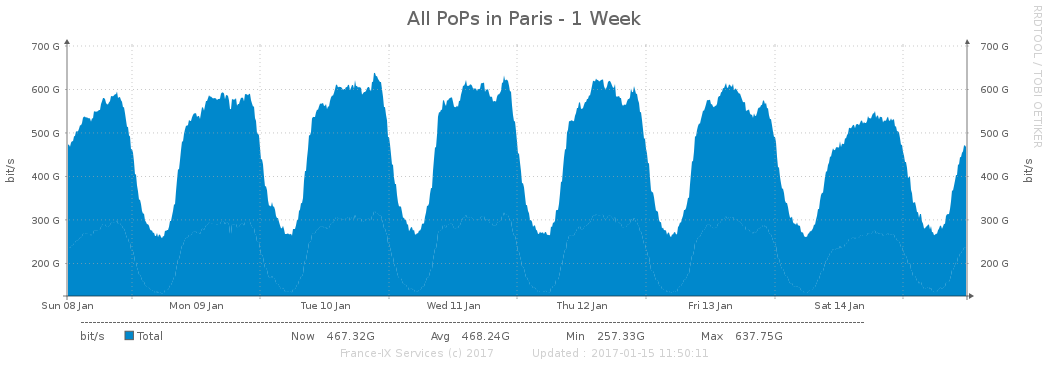 All PoPs in Paris - 1 Week
RRDTOOL / TOBI OETIKER
700 G 700 G
600 G 600 G
500 G 500 G
400 G 400 G
300 G 300 G
200 G 200 G
bit/s bit/s
Sun 08 Jan Mon 09 Jan Tue 10 Jan Wed 11 Jan Thu 12 Jan Fri 13 Jan Sat 14 Jan
bit/s Total Now 467.32G Avg 468.24G Min 257.33G Max 637.75G
France-IX Services (c) 2017 Updated : 2017-01-15 11:50:11